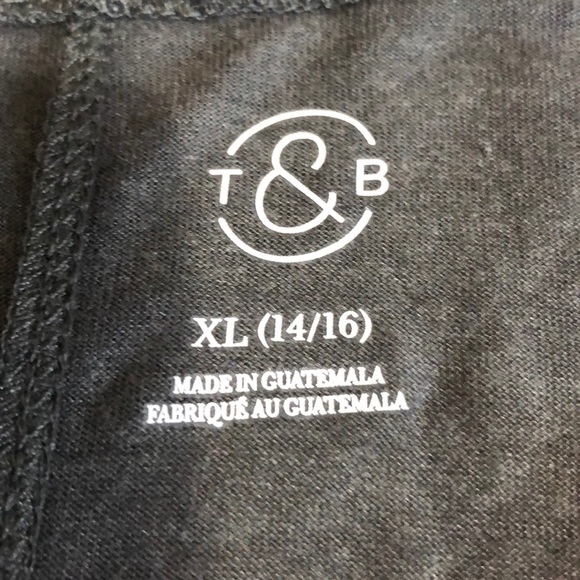 T & B
XL (14/16)
MADE IN GUATEMALA
FABRIQUÉ AU GUATEMALA